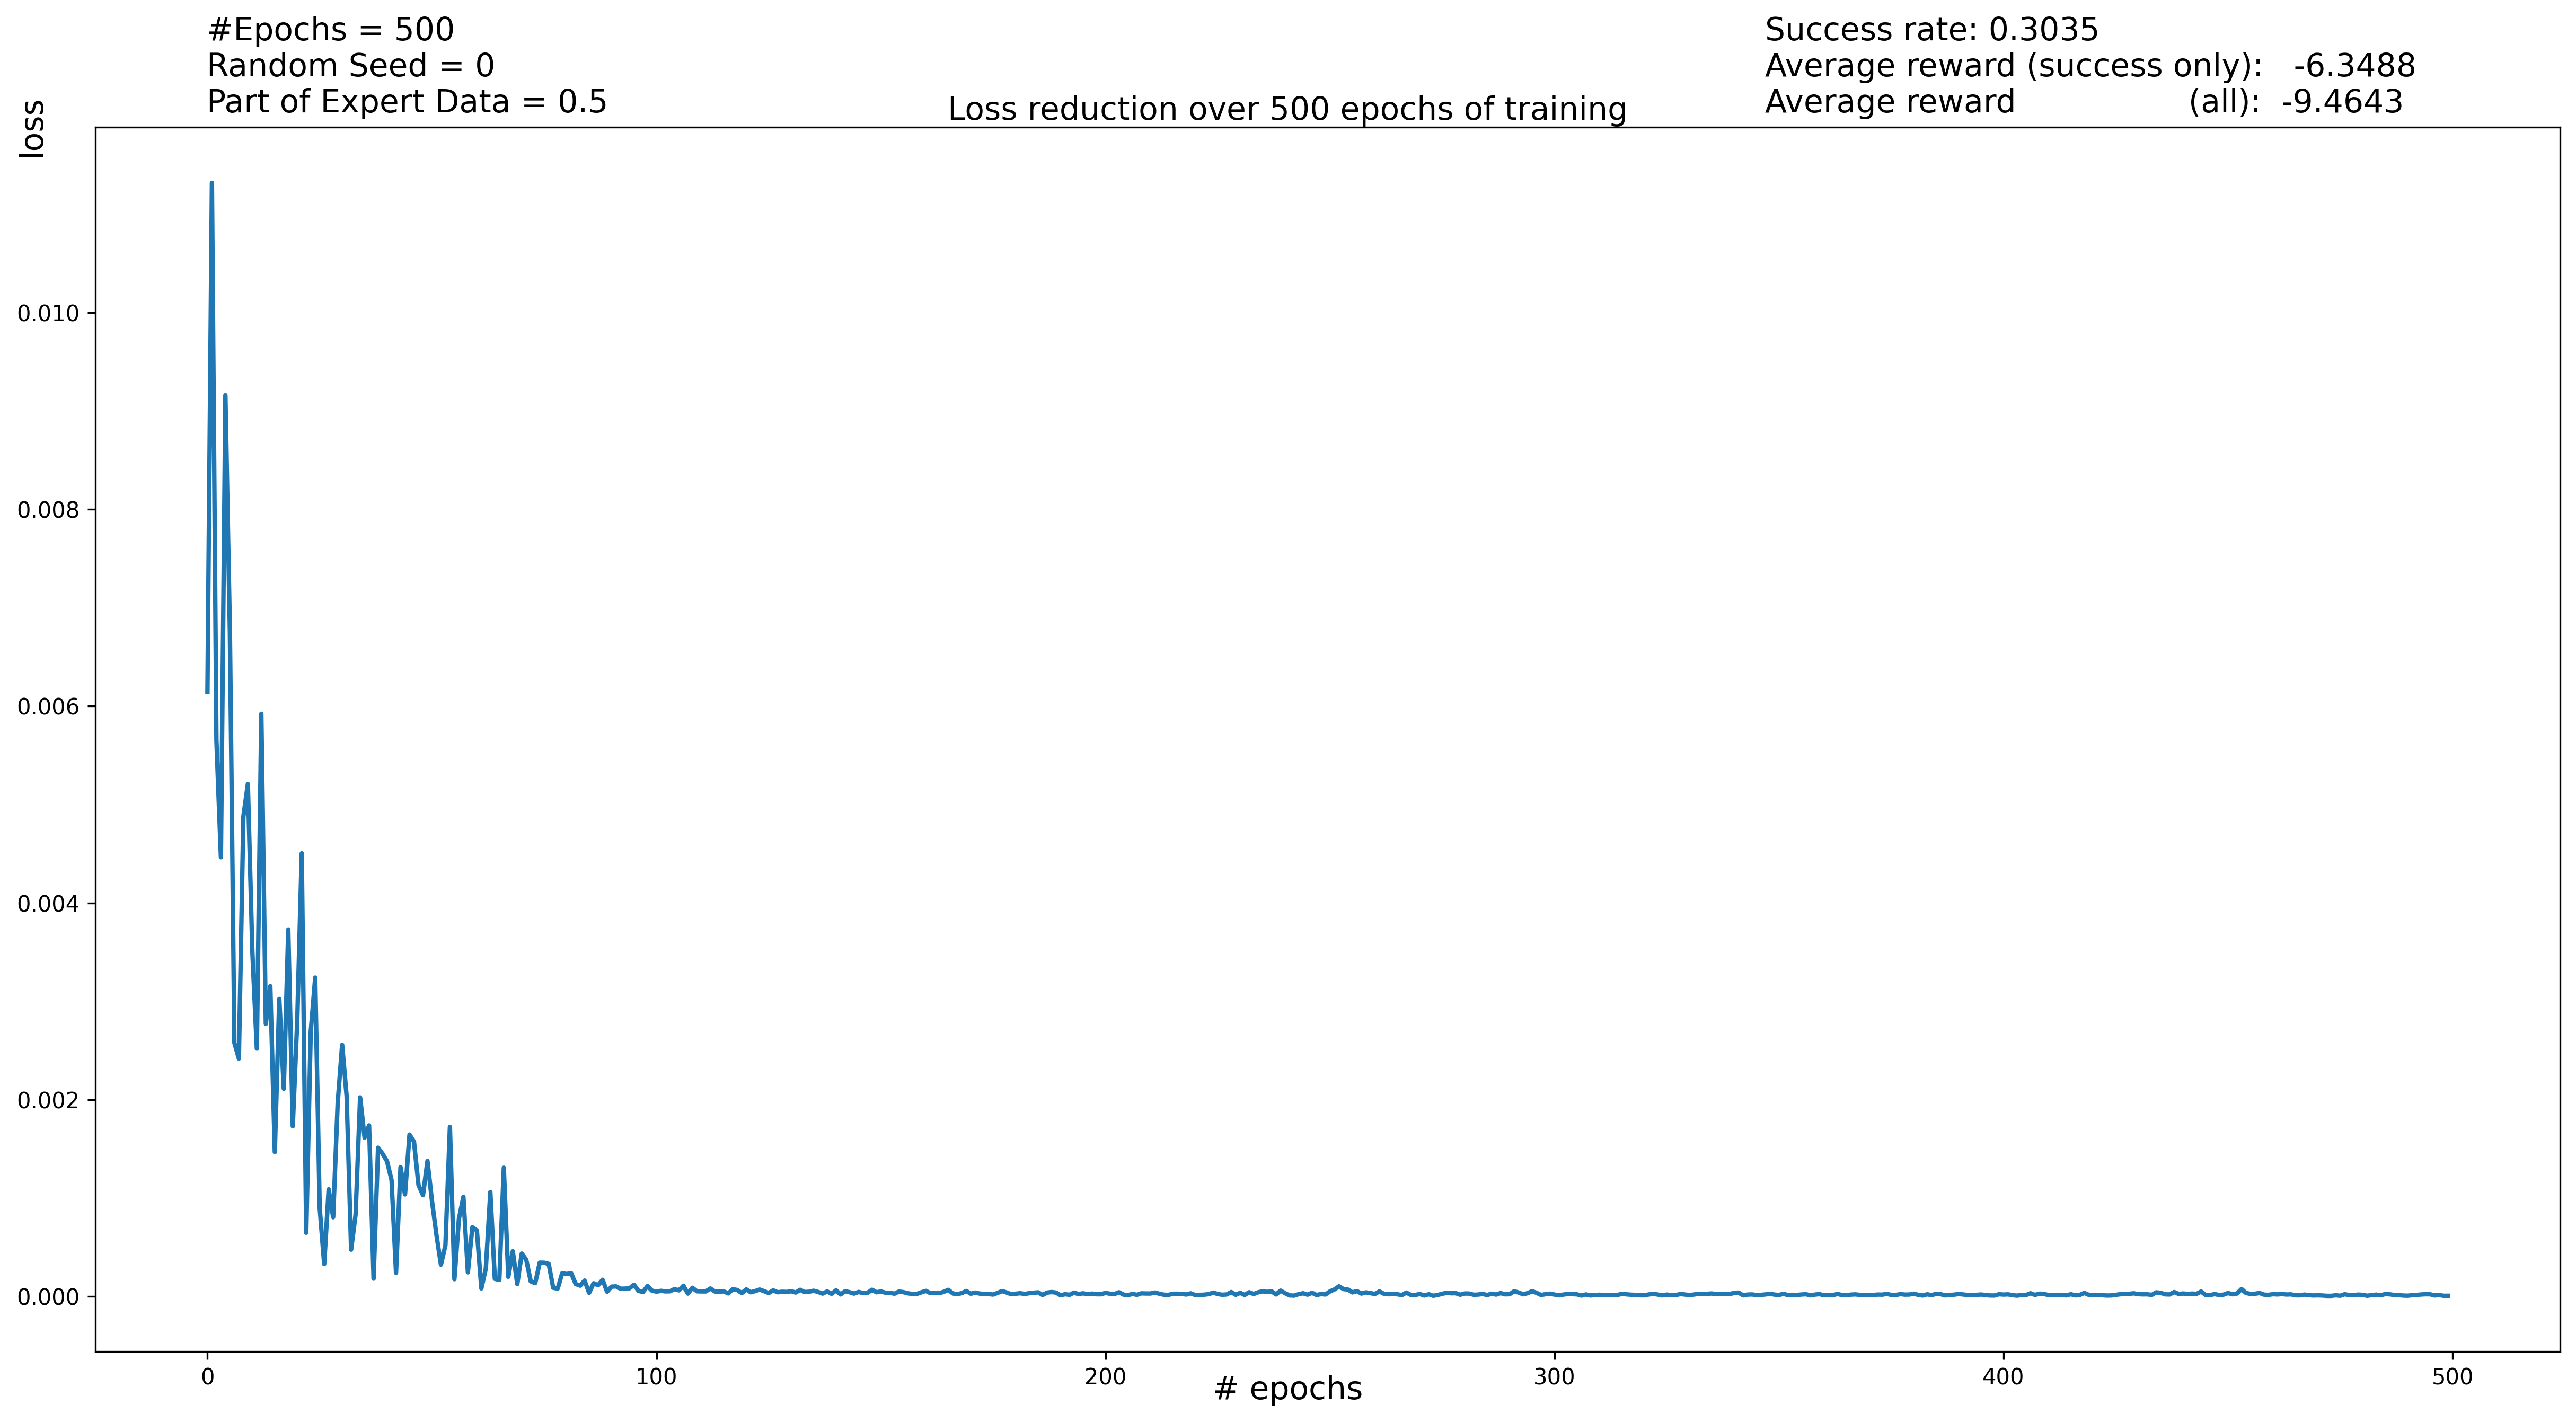 #Epochs = 500
Random Seed = 0
Part of Expert Data = 0.5
Success rate: 0.3035
Average reward (success only): -6.3488
Average reward (all): -9.4643
Loss reduction over 500 epochs of training
loss
0.010
0.008
0.006
0.004
0.002
0.000
0 100 200 300 400 500
# epochs